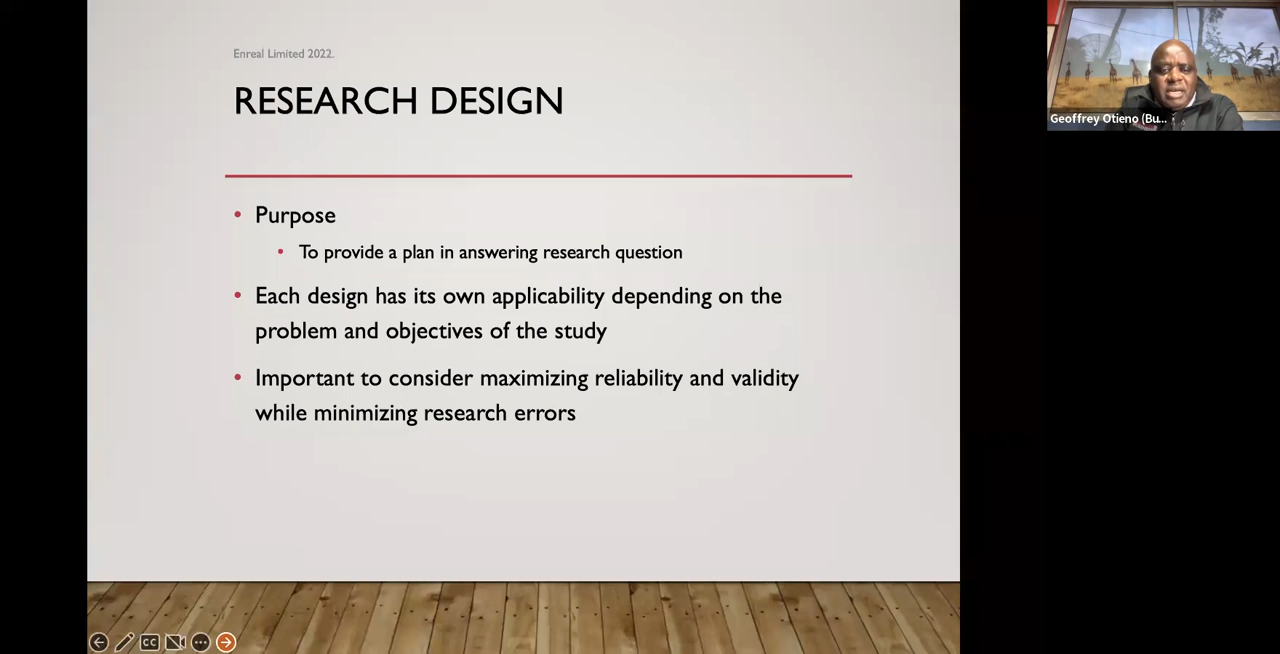 Enreal Limited 2022.
RESEARCH DESIGN
• Purpose
• To provide a plan in answering research question
• Each design has its own applicability depending on the
problem and objectives of the study
• Important to consider maximizing reliability and validity
while minimizing research errors
Geoffrey Otieno (Bu...
CC